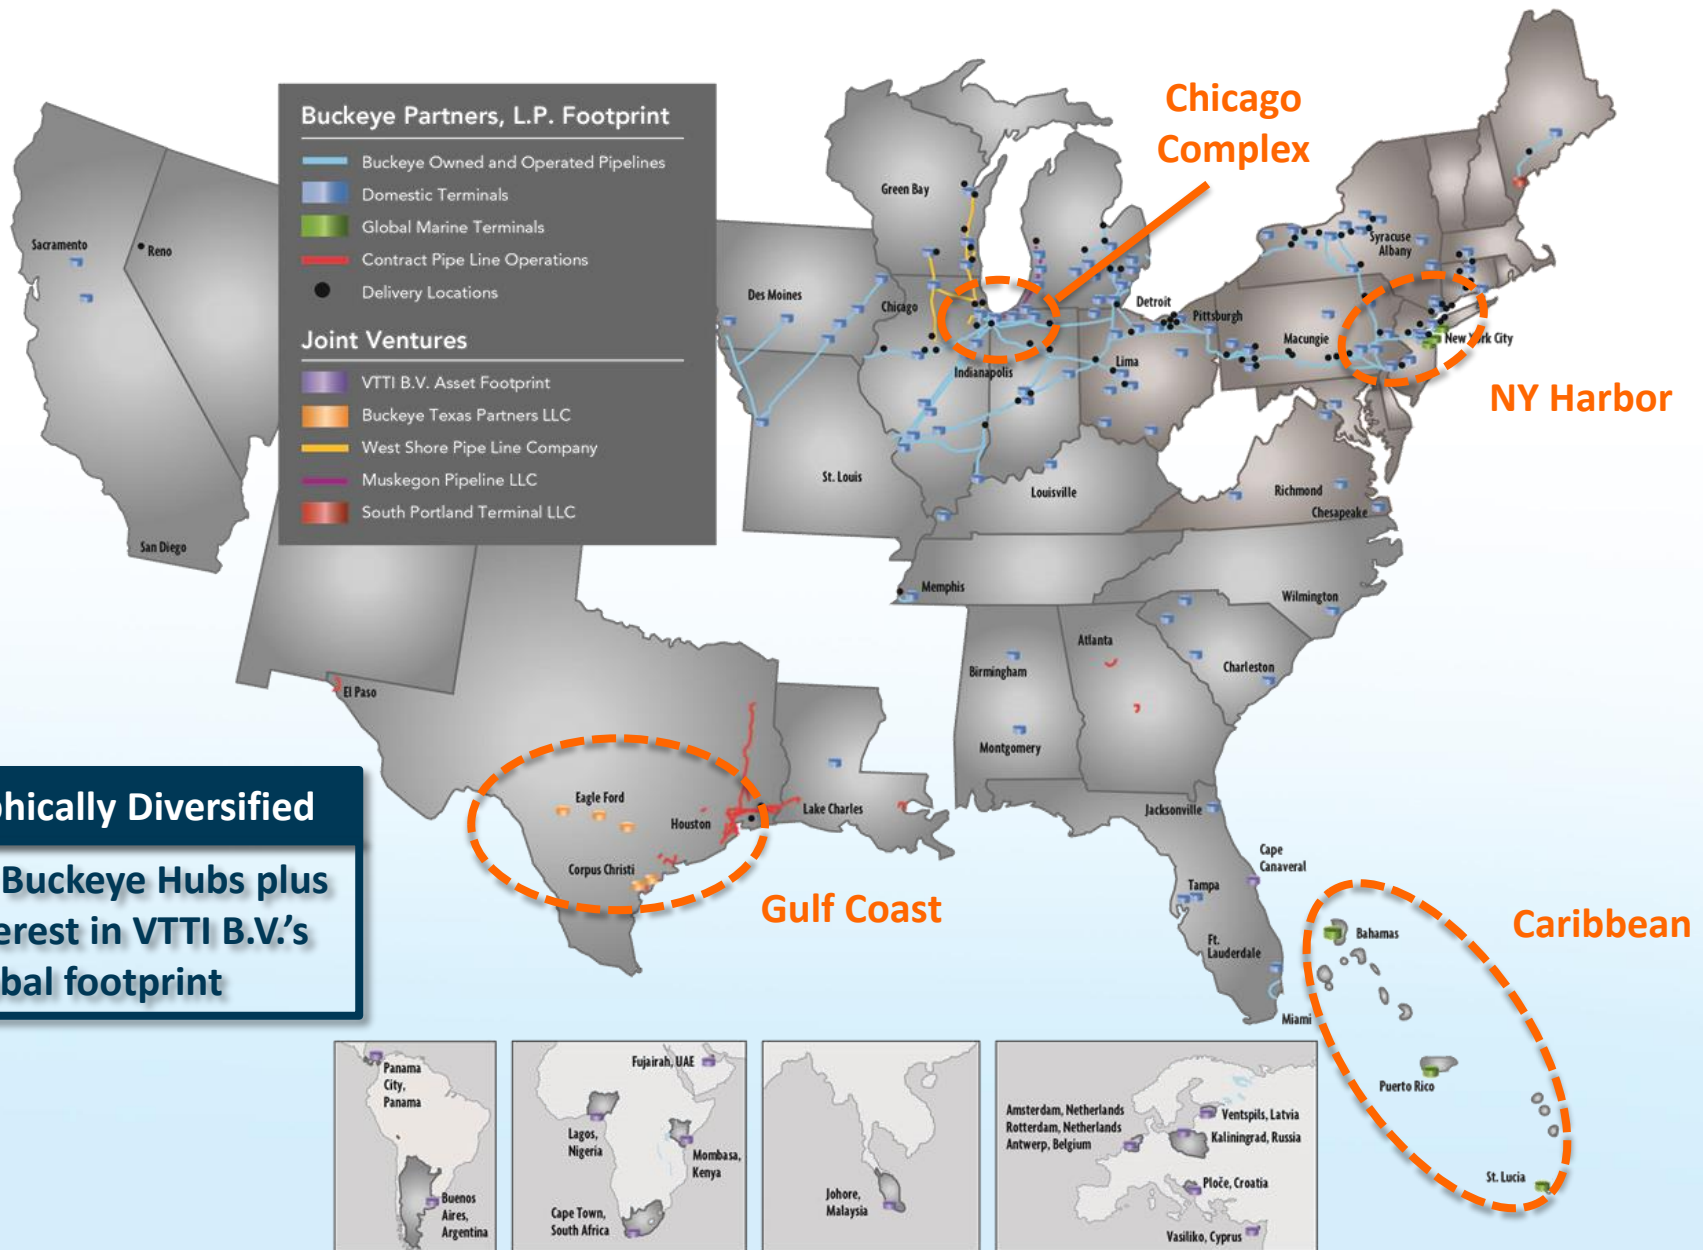 Chicago
Complex
Buckeye Partners, L.P. Footprint
Buckeye Owned and Operated Pipelines
Domestic Terminals
Global Marine Terminals
Contract Pipe Line Operations
Delivery Locations
Joint Ventures
VTTI B.V. Asset Footprint
Buckeye Texas Partners LLC
West Shore Pipe Line Company
Muskegon Pipeline LLC
South Portland Terminal LLC
Green Bay
Sacramento
Reno
Syracuse
Albany
Des Moines
Chicago
Detroit
Pittsburgh
Macungie
New York City
Indianapolis
Lima
NY Harbor
St. Louis
Louisville
Richmond
Chesapeake
San Diego
Memphis
Wilmington
Atlanta
Birmingham
Charleston
El Paso
Montgomery
Eagle Ford
Houston
Lake Charles
Jacksonville
Corpus Christi
Cape
Canaveral
Tampa
Gulf Coast
Ft.
Lauderdale
Miami
Caribbean
Bahamas
Puerto Rico
St. Lucia
Diversified
Buckeye Hubs plus
in VTTI B.V.'s
footprint
Panama
City,
Panama
Buenos
Aires,
Argentina
Fujairah, UAE
Lagos,
Nigeria
Mombasa,
Kenya
Cape Town,
South Africa
Johore,
Malaysia
Amsterdam, Netherlands
Rotterdam, Netherlands
Antwerp, Belgium
Ventspils, Latvia
Kaliningrad, Russia
Ploče, Croatia
Vasiliko, Cyprus